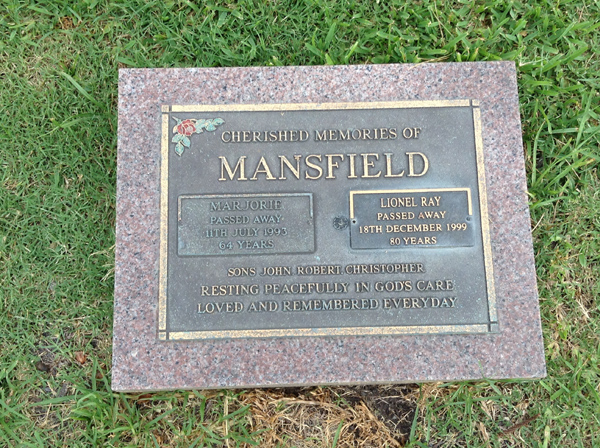 CHERISHED MEMORIES OF
MANSFIELD
MARJORIE
PASSED AWAY
11TH JULY 1993
64 YEARS
LIONEL RAY
PASSED AWAY
18TH DECEMBER 1999
80 YEARS
SONS JOHN ROBERT CHRISTOPHER
RESTING PEACEFULLY IN GOD'S CARE
LOVED AND REMEMBERED EVERYDAY